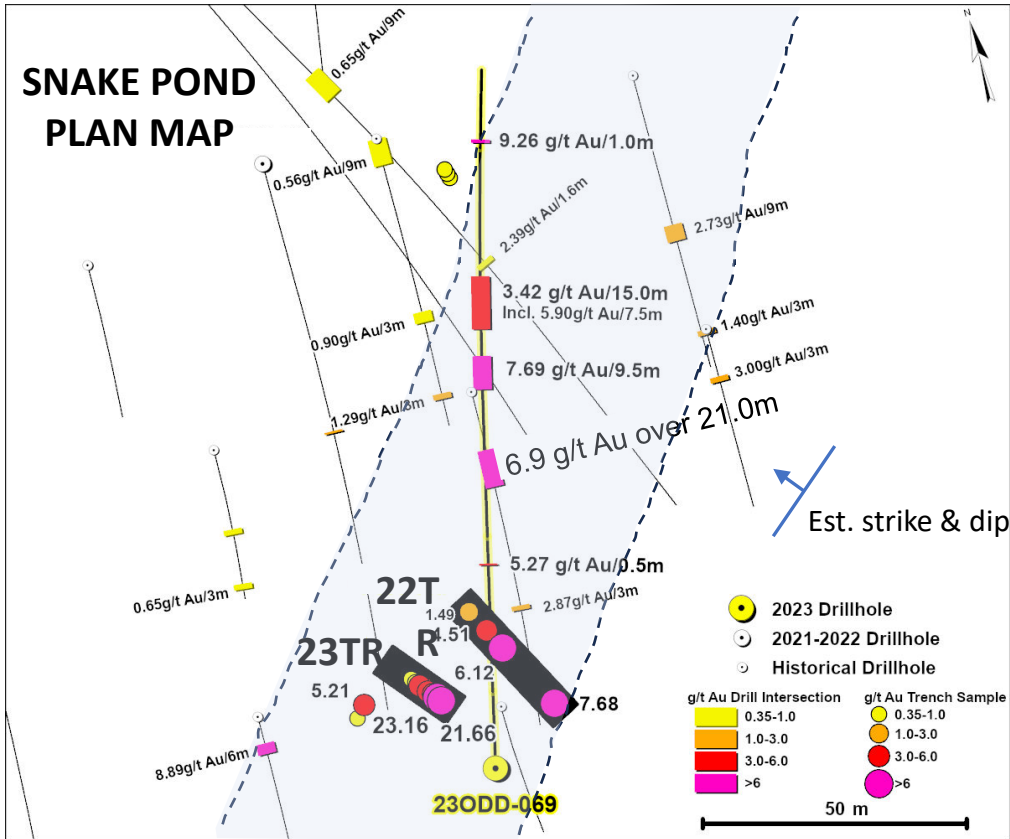 SNAKE POND
PLAN MAP
N
0.65g/t Au/9m
0.56g/t Au/9m
9.26 g/t Au/1.0m
2.39g/t Au/1.6m
2.73g/t Au/9m
3.42 g/t Au/15.0m
Incl. 5.90g/t Au/7.5m
0.90g/t Au/3m
1.40g/t Au/3m
3.00g/t Au/3m
7.69 g/t Au/9.5m
1.29g/t Au/3m
6.9 g/t Au over 21.0m
Est. strike & dip
5.27 g/t Au/0.5m
0.65g/t Au/3m
2.87g/t Au/3m
22T
R
1.49
4.51
6.12
7.68
23TR
5.21
23.16
21.66
8.89g/t Au/6m
23ODD-069
2023 Drillhole
2021-2022 Drillhole
Historical Drillhole
g/t Au Drill Intersection
0.35-1.0
1.0-3.0
3.0-6.0
>6
g/t Au Trench Sample
0.35-1.0
1.0-3.0
3.0-6.0
>6
50 m